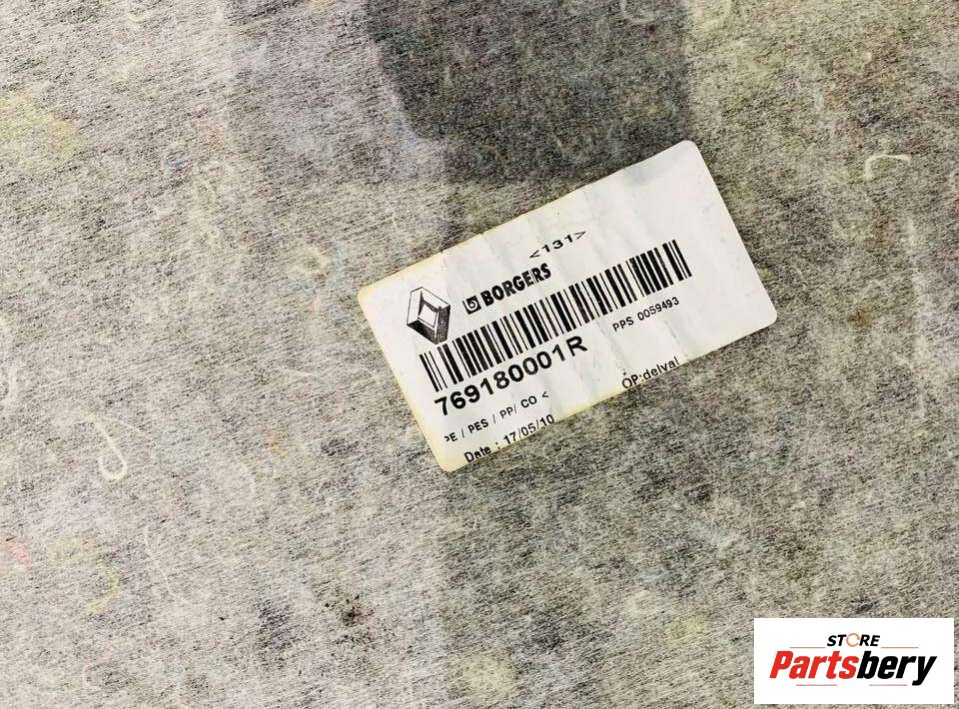 <131>
BORGERS
769180001R
PPS 0059493
PE / PES / PP/ CO <
OP:delval
Date : 17/05/10
STORE
Partsbery